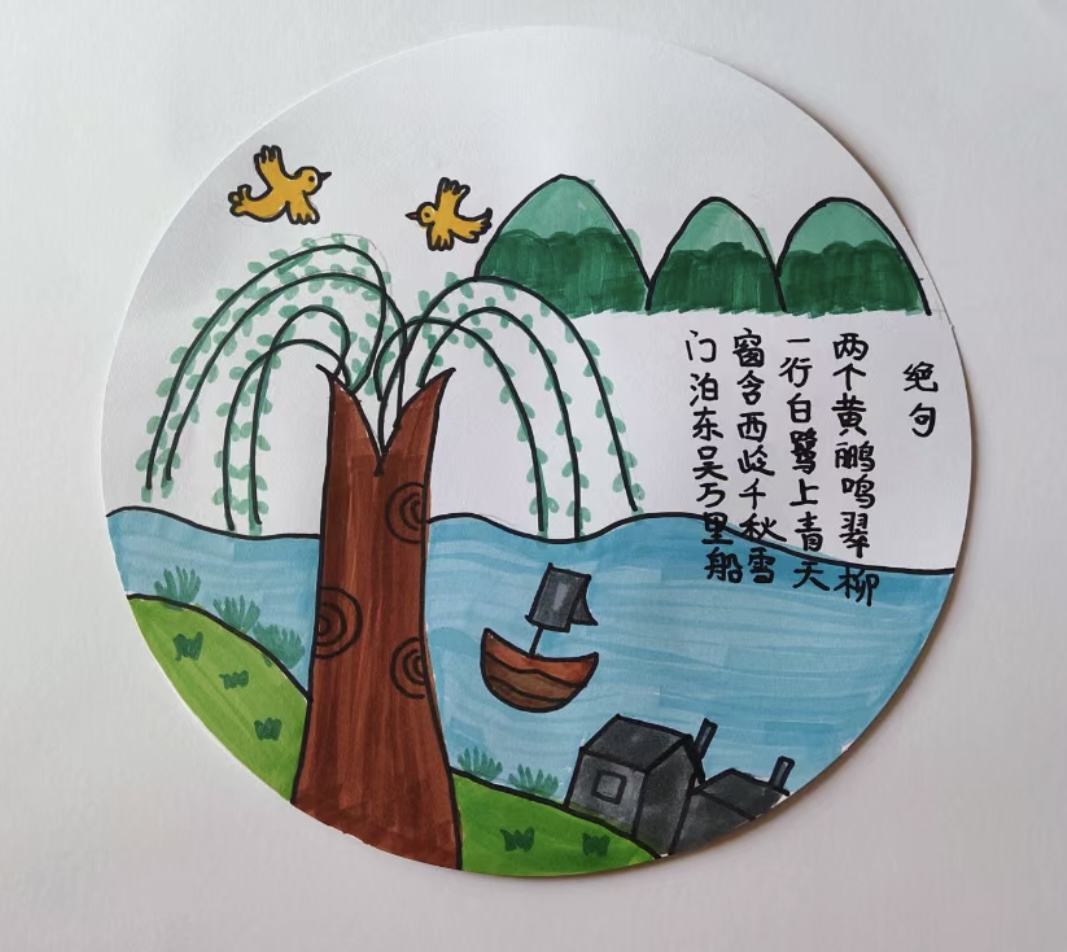 绝句
两个黄鹂鸣翠柳
一行白鹭上青天
窗含西岭千秋雪
门泊东吴万里船